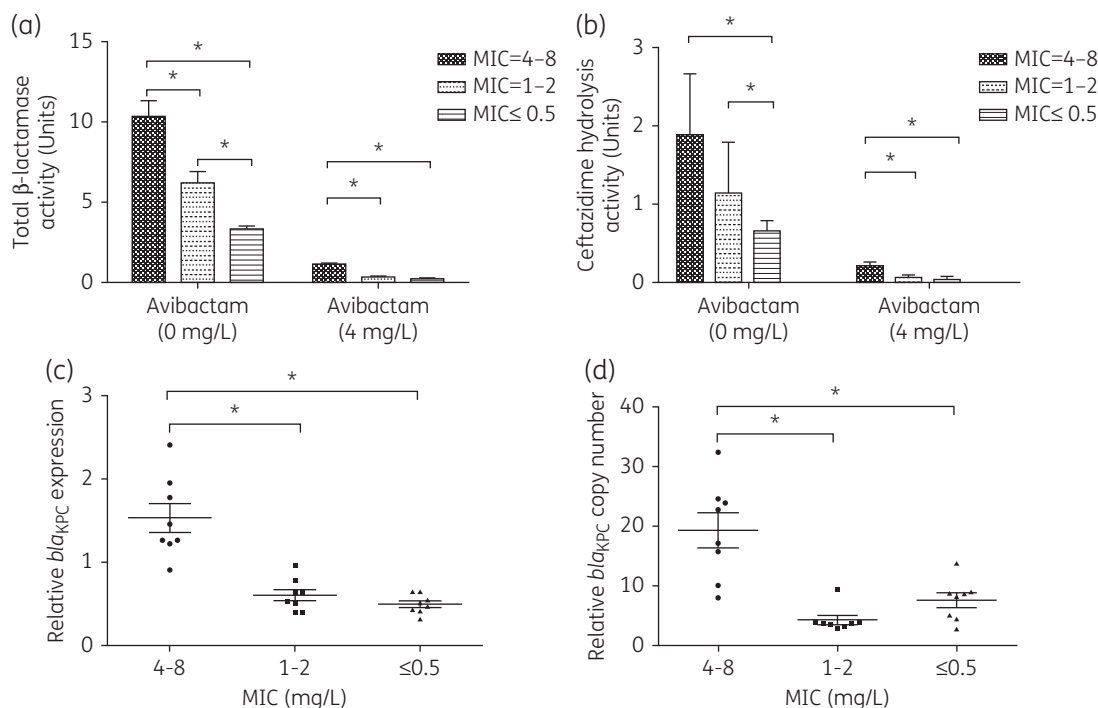 (a)
15
10
5
0
Total β-lactamase
activity (Units)
*
*
*
*
*
MIC=4–8
MIC=1–2
MIC≤ 0.5
Avibactam
(0 mg/L)
Avibactam
(4 mg/L)
(b)
3
2
1
0
Ceftazidime hydrolysis
activity (Units)
*
*
*
*
MIC=4–8
MIC=1–2
MIC≤ 0.5
Avibactam
(0 mg/L)
Avibactam
(4 mg/L)
(c)
3
2
1
0
Relative blaKPC expression
*
*
4–8
1–2
≤0.5
MIC (mg/L)
(d)
40
30
20
10
0
Relative blaKPC copy number
*
*
4–8
1–2
≤0.5
MIC (mg/L)